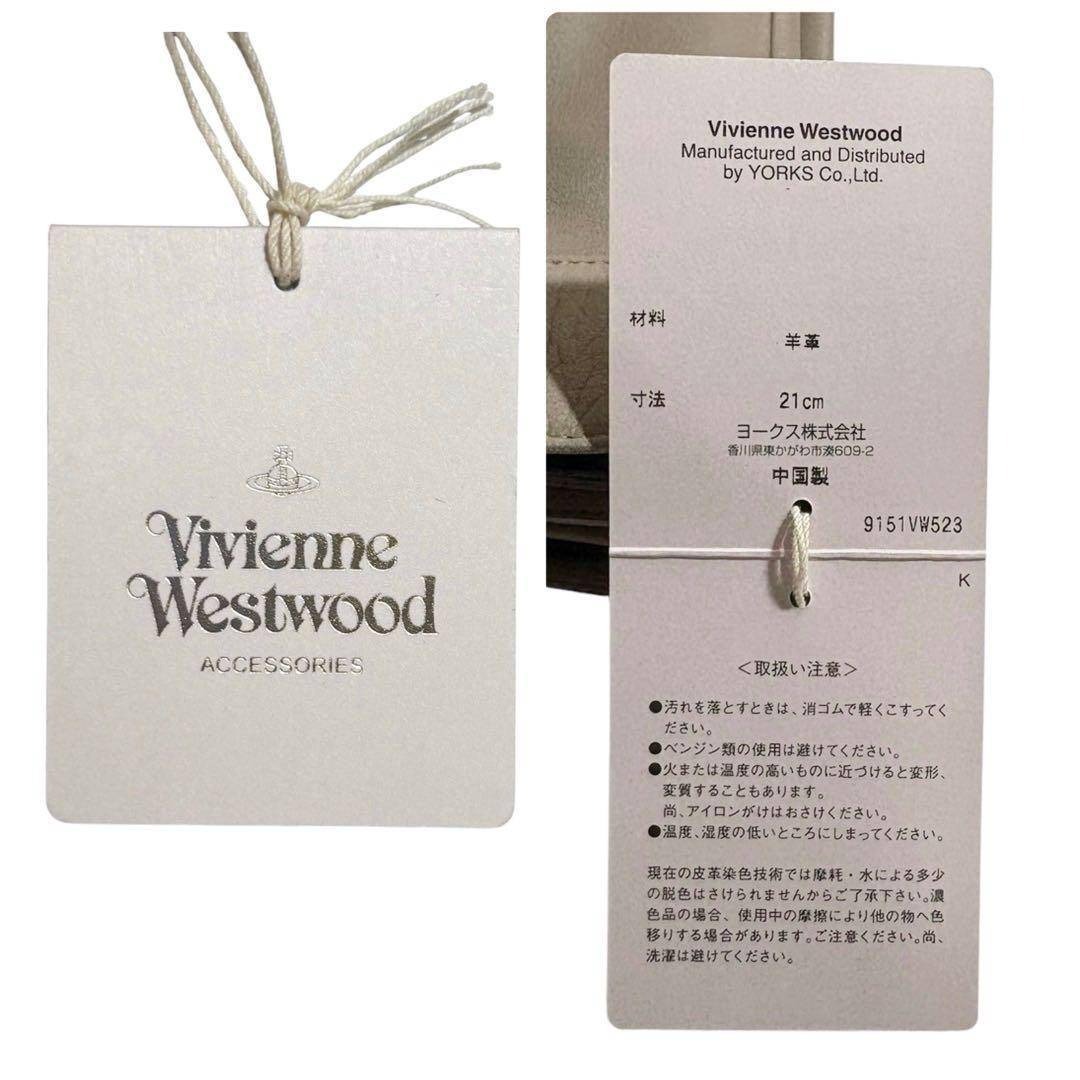 Vivienne
Westwood
ACCESSORIES
Vivienne Westwood
Manufactured and Distributed
by YORKS Co.,Ltd.
材料
羊革
寸法 21cm
ヨークス株式会社
香川県東かがわ市湊609-2
中国製
9151VW523
K
＜取扱い注意＞
●汚れを落とすときは、消ゴムで軽くこすってく
ださい。
●ベンジン類の使用は避けてください。
●火または温度の高いものに近づけると変形、
変質することもあります。
尚、アイロンがけはおさけください。
●温度、湿度の低いところにしまってください。
現在の皮革染色技術では摩耗・水による多少
の脱色はさけられませんからご了承下さい。濃
色品の場合、使用中の摩擦により他の物へ色
移りする場合があります。ご注意ください。尚、
洗濯は避けてください。